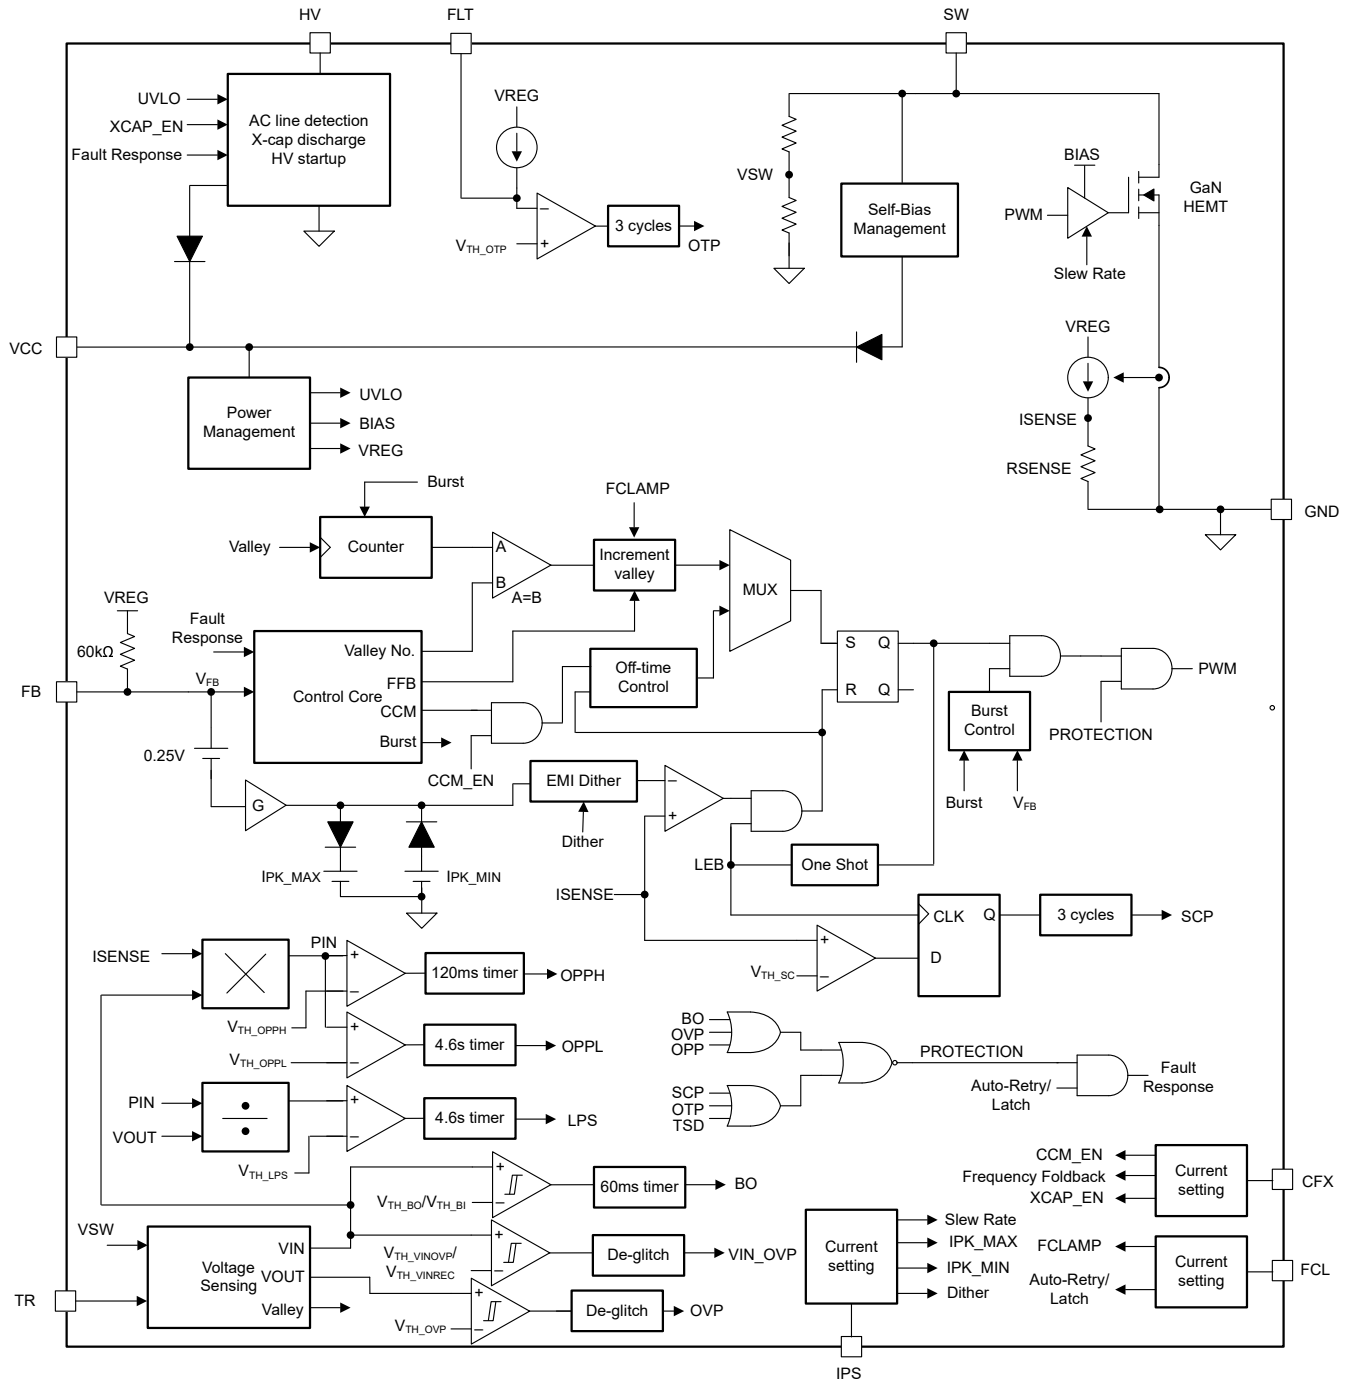 HV
FLT
SW
UVLO
XCAP_EN
Fault Response
AC line detection
X-cap discharge
HV startup
VREG
VTH_OTP
−
+
3 cycles
OTP
VSW
Self-Bias
Management
BIAS
PWM
Slew Rate
GaN
HEMT
VREG
ISENSE
RSENSE
GND
VCC
Power
Management
UVLO
BIAS
VREG
Burst
Valley
Counter
A
B
A=B
FCLAMP
Increment
valley
MUX
VREG
60kΩ
Fault
Response
FB
VFB
Control Core
Valley No.
FFB
CCM
Burst
CCM_EN
Off-time
Control
S
Q
R
Q
Burst
Control
Burst
VFB
PROTECTION
PWM
0.25V
G
EMI Dither
Dither
−
+
IPK_MAX
IPK_MIN
ISENSE
LEB
One Shot
CLK
Q
D
3 cycles
SCP
+
−
VTH_SC
ISENSE
PIN
+
−
120ms timer
OPPH
VTH_OPPH
+
−
4.6s timer
OPPL
VTH_OPPL
PIN
VOUT
+
−
4.6s timer
LPS
VTH_LPS
BO
OVP
OPP
SCP
OTP
TSD
PROTECTION
Auto-Retry/
Latch
Fault
Response
+
−
VTH_BO/VTH_BI
60ms timer
BO
VSW
TR
Voltage
Sensing
VIN
VOUT
Valley
+
−
VTH_VINOVP/
VTH_VINREC
De-glitch
VIN_OVP
+
−
VTH_OVP
De-glitch
OVP
Current
setting
Slew Rate
IPK_MAX
IPK_MIN
Dither
IPS
CCM_EN
Frequency Foldback
XCAP_EN
Current
setting
CFX
FCLAMP
Auto-Retry/
Latch
Current
setting
FCL